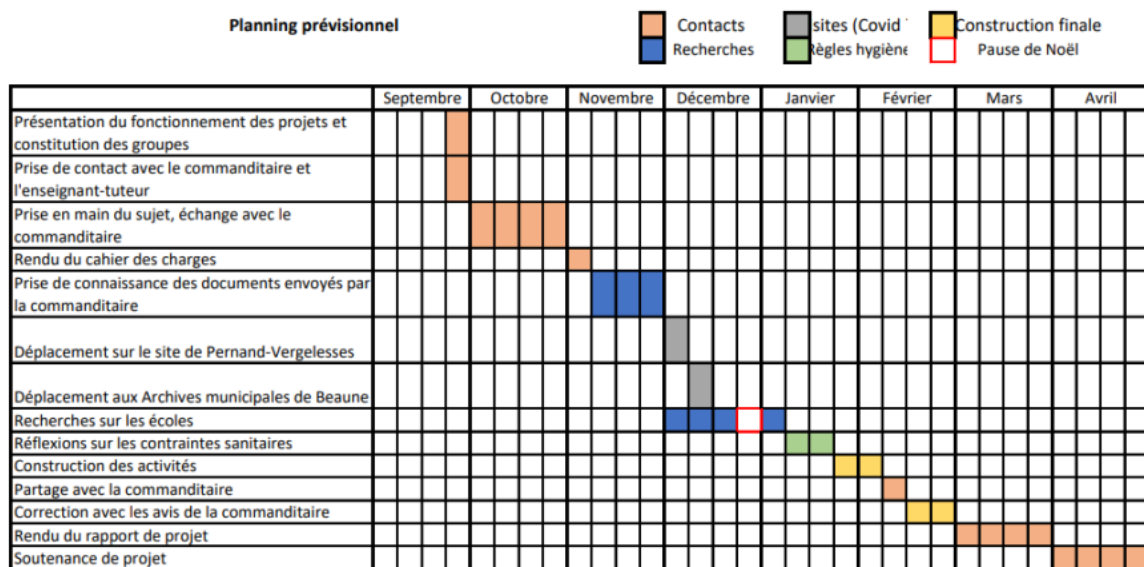 Planning prévisionnel
Contacts
sites (Covid
Construction finale
Recherches
Règles hygiène
Pause de Noël
Septembre Octobre Novembre Décembre Janvier Février Mars Avril
Présentation du fonctionnement des projets et
constitution des groupes
Prise de contact avec le commanditaire et
l'enseignant-tuteur
Prise en main du sujet, échange avec le
commanditaire
Rendu du cahier des charges
Prise de connaissance des documents envoyés par
la commanditaire
Déplacement sur le site de Pernand-Vergelesses
Déplacement aux Archives municipales de Beaune
Recherches sur les écoles
Réflexions sur les contraintes sanitaires
Construction des activités
Partage avec la commanditaire
Correction avec les avis de la commanditaire
Rendu du rapport de projet
Soutenance de projet